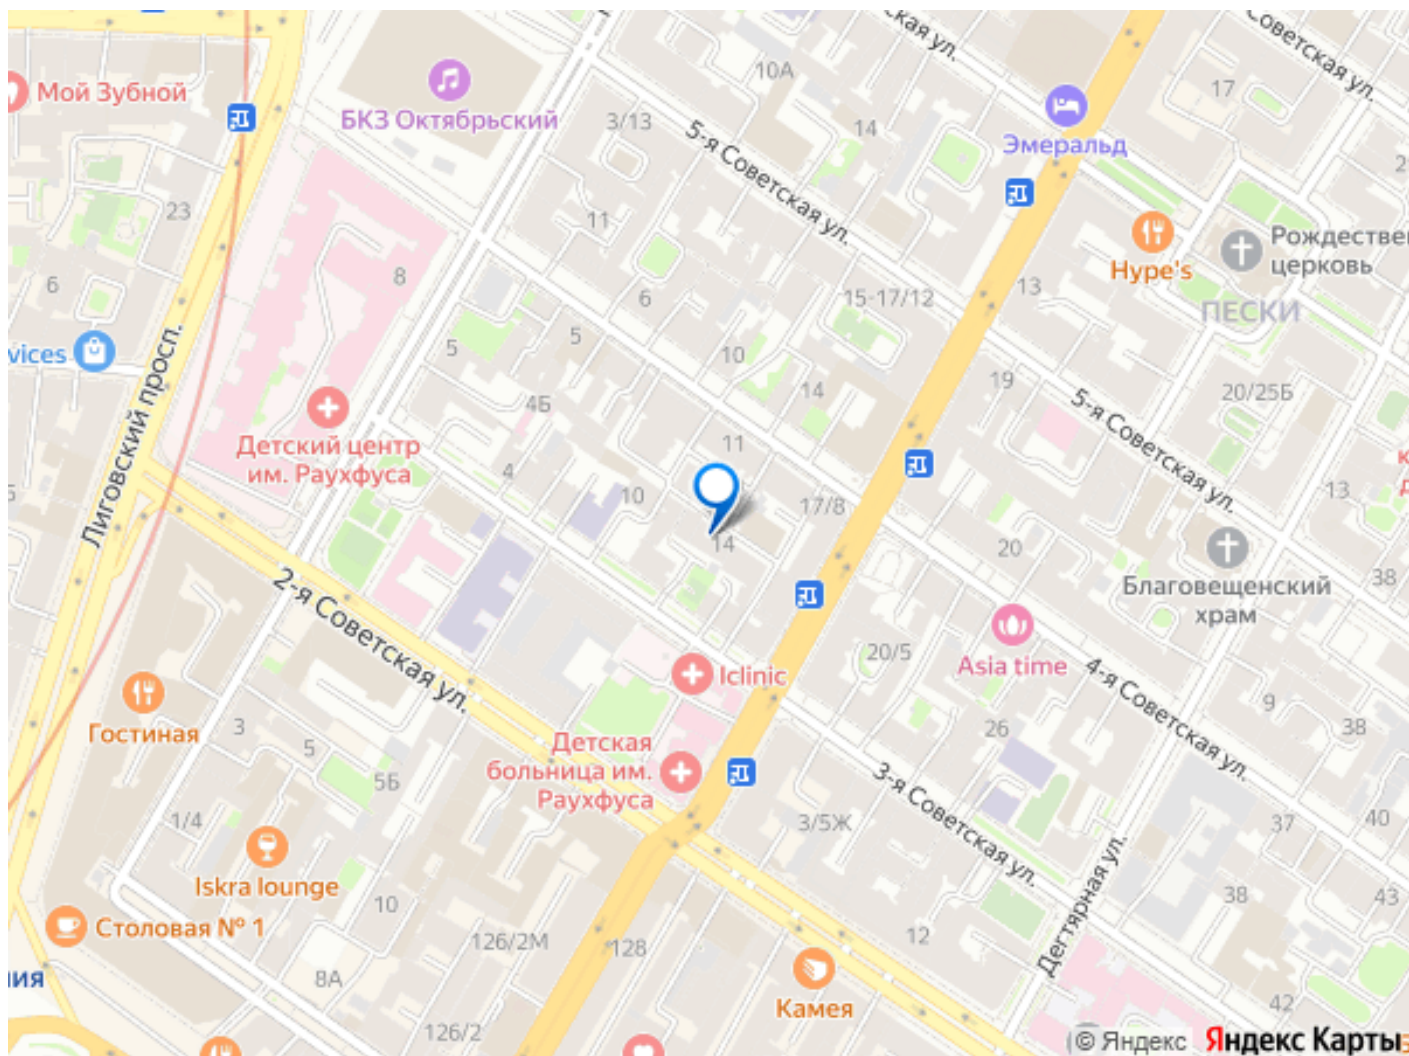 Советская ул.
Советская ул.
10А
17
Мой Зубной
БКЗ Октябрьский
3/13
14
Эмеральд
5-я Советская ул.
23
11
Hype's
Рождестве
церковь
ПЕСКИ
8
6
6
15-17/12
13
5
5
10
vices
14
19
20/25Б
4Б
5-я Советская ул.
Лиговский просп.
Детский центр
им. Раухфуса
11
4
10
17/8
13
14
20
Благовещенский
храм
38
2-я Советская ул.
20/5
Iclinic
Asia time
4-я Советская ул.
9
38
26
Гостиная
3
5
5Б
Детская
больница им.
Раухфуса
3-я Советская ул.
1/4
3/5Ж
37
40
Iskra lounge
Дегтярная ул.
38
43
Столовая № 1
10
126/2М
128
12
ия
8А
Камея
42
126/2
© Яндекс
Яндекс Карты